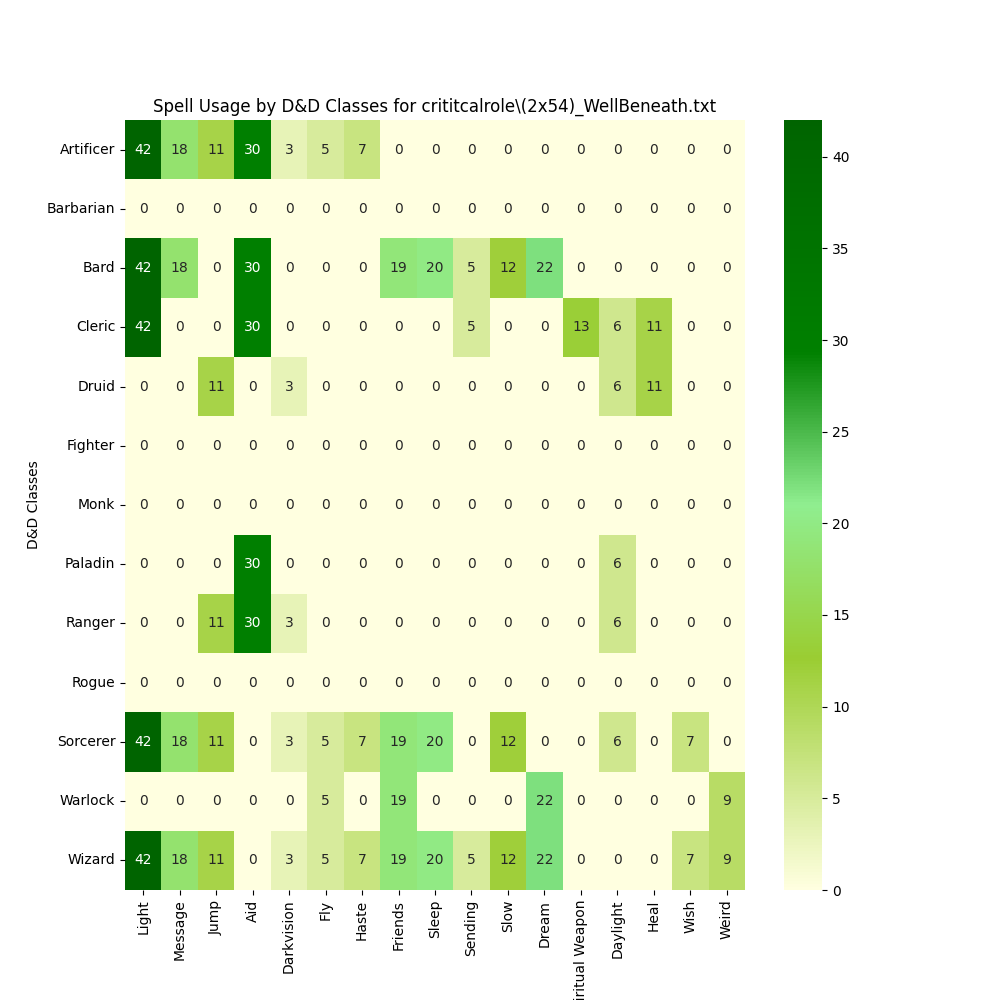 Spell Usage by D&D Classes for crititcalrole\(2x54)_WellBeneath.txt
D&D Classes
Artificer 42 18 11 30 3 5 7 0 0 0 0 0 0 0 0 0 0
Barbarian 0 0 0 0 0 0 0 0 0 0 0 0 0 0 0 0 0
Bard 42 18 0 30 0 0 0 19 20 5 12 22 0 0 0 0 0
Cleric 42 0 0 30 0 0 0 0 0 5 0 0 13 6 11 0 0
Druid 0 0 11 0 3 0 0 0 0 0 0 0 0 6 11 0 0
Fighter 0 0 0 0 0 0 0 0 0 0 0 0 0 0 0 0 0
Monk 0 0 0 0 0 0 0 0 0 0 0 0 0 0 0 0 0
Paladin 0 0 0 30 0 0 0 0 0 0 0 0 0 6 0 0 0
Ranger 0 0 11 30 3 0 0 0 0 0 0 0 0 6 0 0 0
Rogue 0 0 0 0 0 0 0 0 0 0 0 0 0 0 0 0 0
Sorcerer 42 18 11 0 3 5 7 19 20 0 12 0 0 6 0 7 0
Warlock 0 0 0 0 0 5 0 19 0 0 0 22 0 0 0 0 9
Wizard 42 18 11 0 3 5 7 19 20 5 12 22 0 0 0 7 9
Light
Message
Jump
Aid
Darkvision
Fly
Haste
Friends
Sleep
Sending
Slow
Dream
iritual Weapon
Daylight
Heal
Wish
Weird
40
35
30
25
20
15
10
5
0